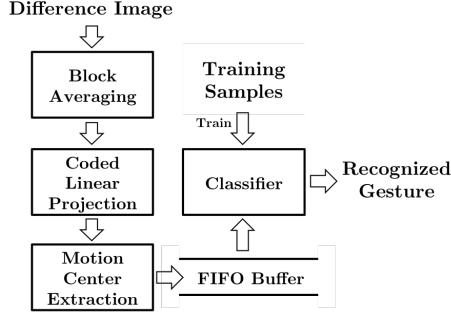 Difference Image
Block
Averaging
Coded
Linear
Projection
Motion
Center
Extraction
FIFO Buffer
Training
Samples
Train
Classifier
Recognized
Gesture